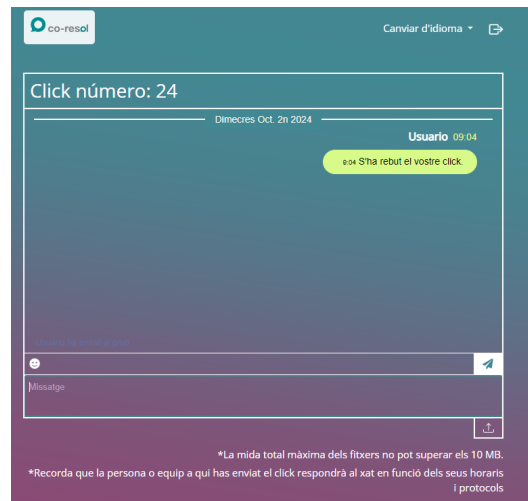 co-resol
Canviar d'idioma
Click número: 24
Dimecres Oct. 2n 2024
Usuario 09:04
9:04 S'ha rebut el vostre click.
Missatge
*La mida total màxima dels fitxers no pot superar els 10 MB.
*Recorda que la persona o equip a qui has enviat el click respondrà al xat en funció dels seus horaris
i protocols